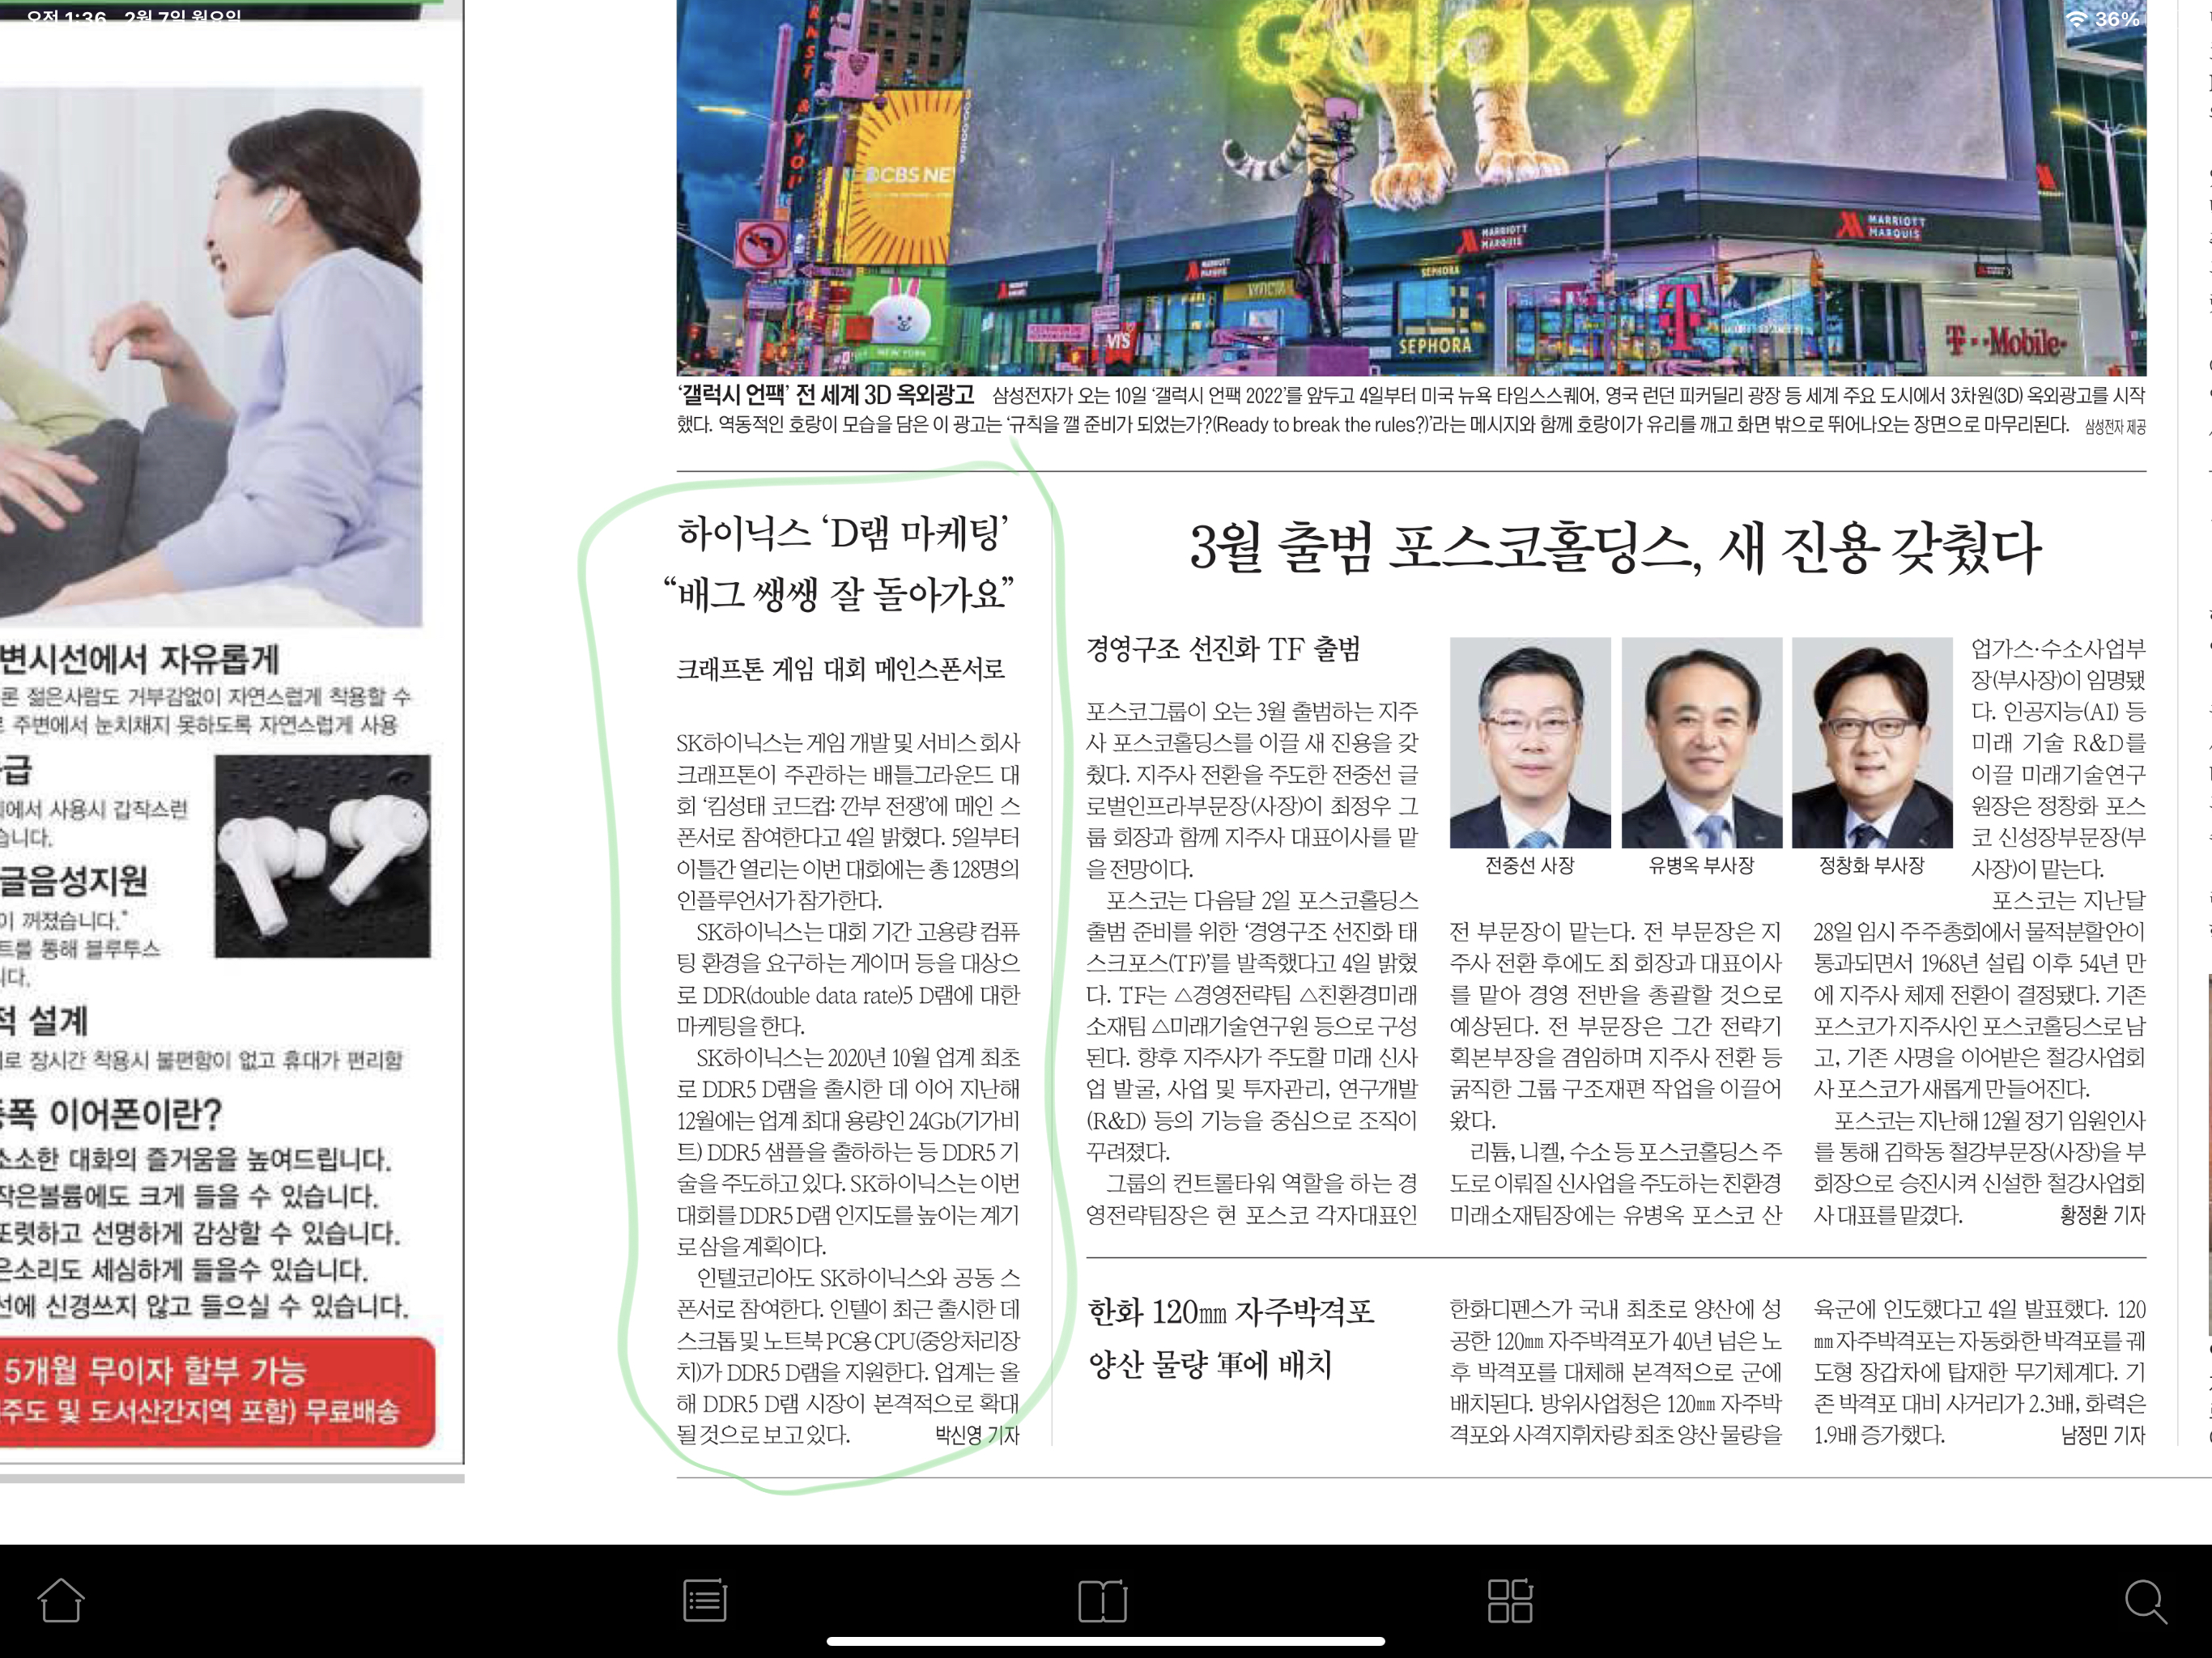 오전 1:36 2월 7일 월요일
36%
변시선에서 자유롭게
론 젊은사람도 거부감없이 자연스럽게 착용할 수
주변에서 눈치채지 못하도록 자연스럽게 사용
급
에서 사용시 갑작스런
습니다.
글음성지원
이 꺼졌습니다."
트를 통해 블루투스
니다.
적 설계
로 장시간 착용시 불편함이 없고 휴대가 편리함
폭 이어폰이란?
소소한 대화의 즐거움을 높여드립니다.
작은볼륨에도 크게 들을 수 있습니다.
또렷하고 선명하게 감상할 수 있습니다.
은소리도 세심하게 들을수 있습니다.
선에 신경쓰지 않고 들으실 수 있습니다.
5개월 무이자 할부 가능
주도 및 도서산간지역 포함) 무료배송
Galaxy
CBS NE
MARRIOTT
MARQUIS
MARRIOTT
MARQUIS
SEPHORA
SEPHORA
NEW YORK
T-Mobile
‘갤럭시 언팩’ 전 세계 3D 옥외광고 삼성전자가 오는 10일 ‘갤럭시 언팩 2022’를 앞두고 4일부터 미국 뉴욕 타임스스퀘어, 영국 런던 피커딜리 광장 등 세계 주요 도시에서 3차원(3D) 옥외광고를 시작
했다. 역동적인 호랑이 모습을 담은 이 광고는 ‘규칙을 깰 준비가 되었는가?(Ready to break the rules?)’라는 메시지와 함께 호랑이가 유리를 깨고 화면 밖으로 뛰어나오는 장면으로 마무리된다. 삼성전자 제공
하이닉스 ‘D램 마케팅’
“배그 쌩쌩 잘 돌아가요”
크래프톤 게임 대회 메인스폰서로
SK하이닉스는 게임 개발 및 서비스 회사
크래프톤이 주관하는 배틀그라운드 대
회 ‘킴성태 코드컵: 깐부 전쟁’에 메인 스
폰서로 참여한다고 4일 밝혔다. 5일부터
이틀간 열리는 이번 대회에는 총 128명의
인플루언서가 참가한다.
SK하이닉스는 대회 기간 고용량 컴퓨
팅 환경을 요구하는 게이머 등을 대상으
로 DDR(double data rate)5 D램에 대한
마케팅을 한다.
SK하이닉스는 2020년 10월 업계 최초
로 DDR5 D램을 출시한 데 이어 지난해
12월에는 업계 최대 용량인 24Gb(기가비
트) DDR5 샘플을 출하하는 등 DDR5 기
술을 주도하고 있다. SK하이닉스는 이번
대회를 DDR5 D램 인지도를 높이는 계기
로 삼을 계획이다.
인텔코리아도 SK하이닉스와 공동 스
폰서로 참여한다. 인텔이 최근 출시한 데
스크톱 및 노트북 PC용 CPU(중앙처리장
치)가 DDR5 D램을 지원한다. 업계는 올
해 DDR5 D램 시장이 본격적으로 확대
될 것으로 보고 있다. 박신영 기자
3월 출범 포스코홀딩스, 새 진용 갖췄다
경영구조 선진화 TF 출범
포스코그룹이 오는 3월 출범하는 지주
사 포스코홀딩스를 이끌 새 진용을 갖
췄다. 지주사 전환을 주도한 전중선 글
로벌인프라부문장(사장)이 최정우 그
룹 회장과 함께 지주사 대표이사를 맡
을 전망이다.
포스코는 다음달 2일 포스코홀딩스
출범 준비를 위한 ‘경영구조 선진화 태
스크포스(TF)’를 발족했다고 4일 밝혔
다. TF는 △경영전략팀 △친환경미래
소재팀 △미래기술연구원 등으로 구성
된다. 향후 지주사가 주도할 미래 신사
업 발굴, 사업 및 투자관리, 연구개발
(R&D) 등의 기능을 중심으로 조직이
꾸려졌다.
그룹의 컨트롤타워 역할을 하는 경
영전략팀장은 현 포스코 각자대표인
전중선 사장
유병옥 부사장
정창화 부사장
전 부문장이 맡는다. 전 부문장은 지
주사 전환 후에도 최 회장과 대표이사
를 맡아 경영 전반을 총괄할 것으로
예상된다. 전 부문장은 그간 전략기
획본부장을 겸임하며 지주사 전환 등
굵직한 그룹 구조재편 작업을 이끌어
왔다.
리튬, 니켈, 수소 등 포스코홀딩스 주
도로 이뤄질 신사업을 주도하는 친환경
미래소재팀장에는 유병옥 포스코 산
업가스·수소사업부
장(부사장)이 임명됐
다. 인공지능(AI) 등
미래 기술 R&D를
이끌 미래기술연구
원장은 정창화 포스
코 신성장부문장(부
사장)이 맡는다.
포스코는 지난달
28일 임시 주주총회에서 물적분할안이
통과되면서 1968년 설립 이후 54년 만
에 지주사 체제 전환이 결정됐다. 기존
포스코가 지주사인 포스코홀딩스로 남
고, 기존 사명을 이어받은 철강사업회
사 포스코가 새롭게 만들어진다.
포스코는 지난해 12월 정기 임원인사
를 통해 김학동 철강부문장(사장)을 부
회장으로 승진시켜 신설한 철강사업회
사 대표를 맡겼다. 황정환 기자
한화 120㎜ 자주박격포
양산 물량 軍에 배치
한화디펜스가 국내 최초로 양산에 성
공한 120㎜ 자주박격포가 40년 넘은 노
후 박격포를 대체해 본격적으로 군에
배치된다. 방위사업청은 120㎜ 자주박
격포와 사격지휘차량 최초 양산 물량을
육군에 인도했다고 4일 발표했다. 120
㎜ 자주박격포는 자동화한 박격포를 궤
도형 장갑차에 탑재한 무기체계다. 기
존 박격포 대비 사거리가 2.3배, 화력은
1.9배 증가했다. 남정민 기자